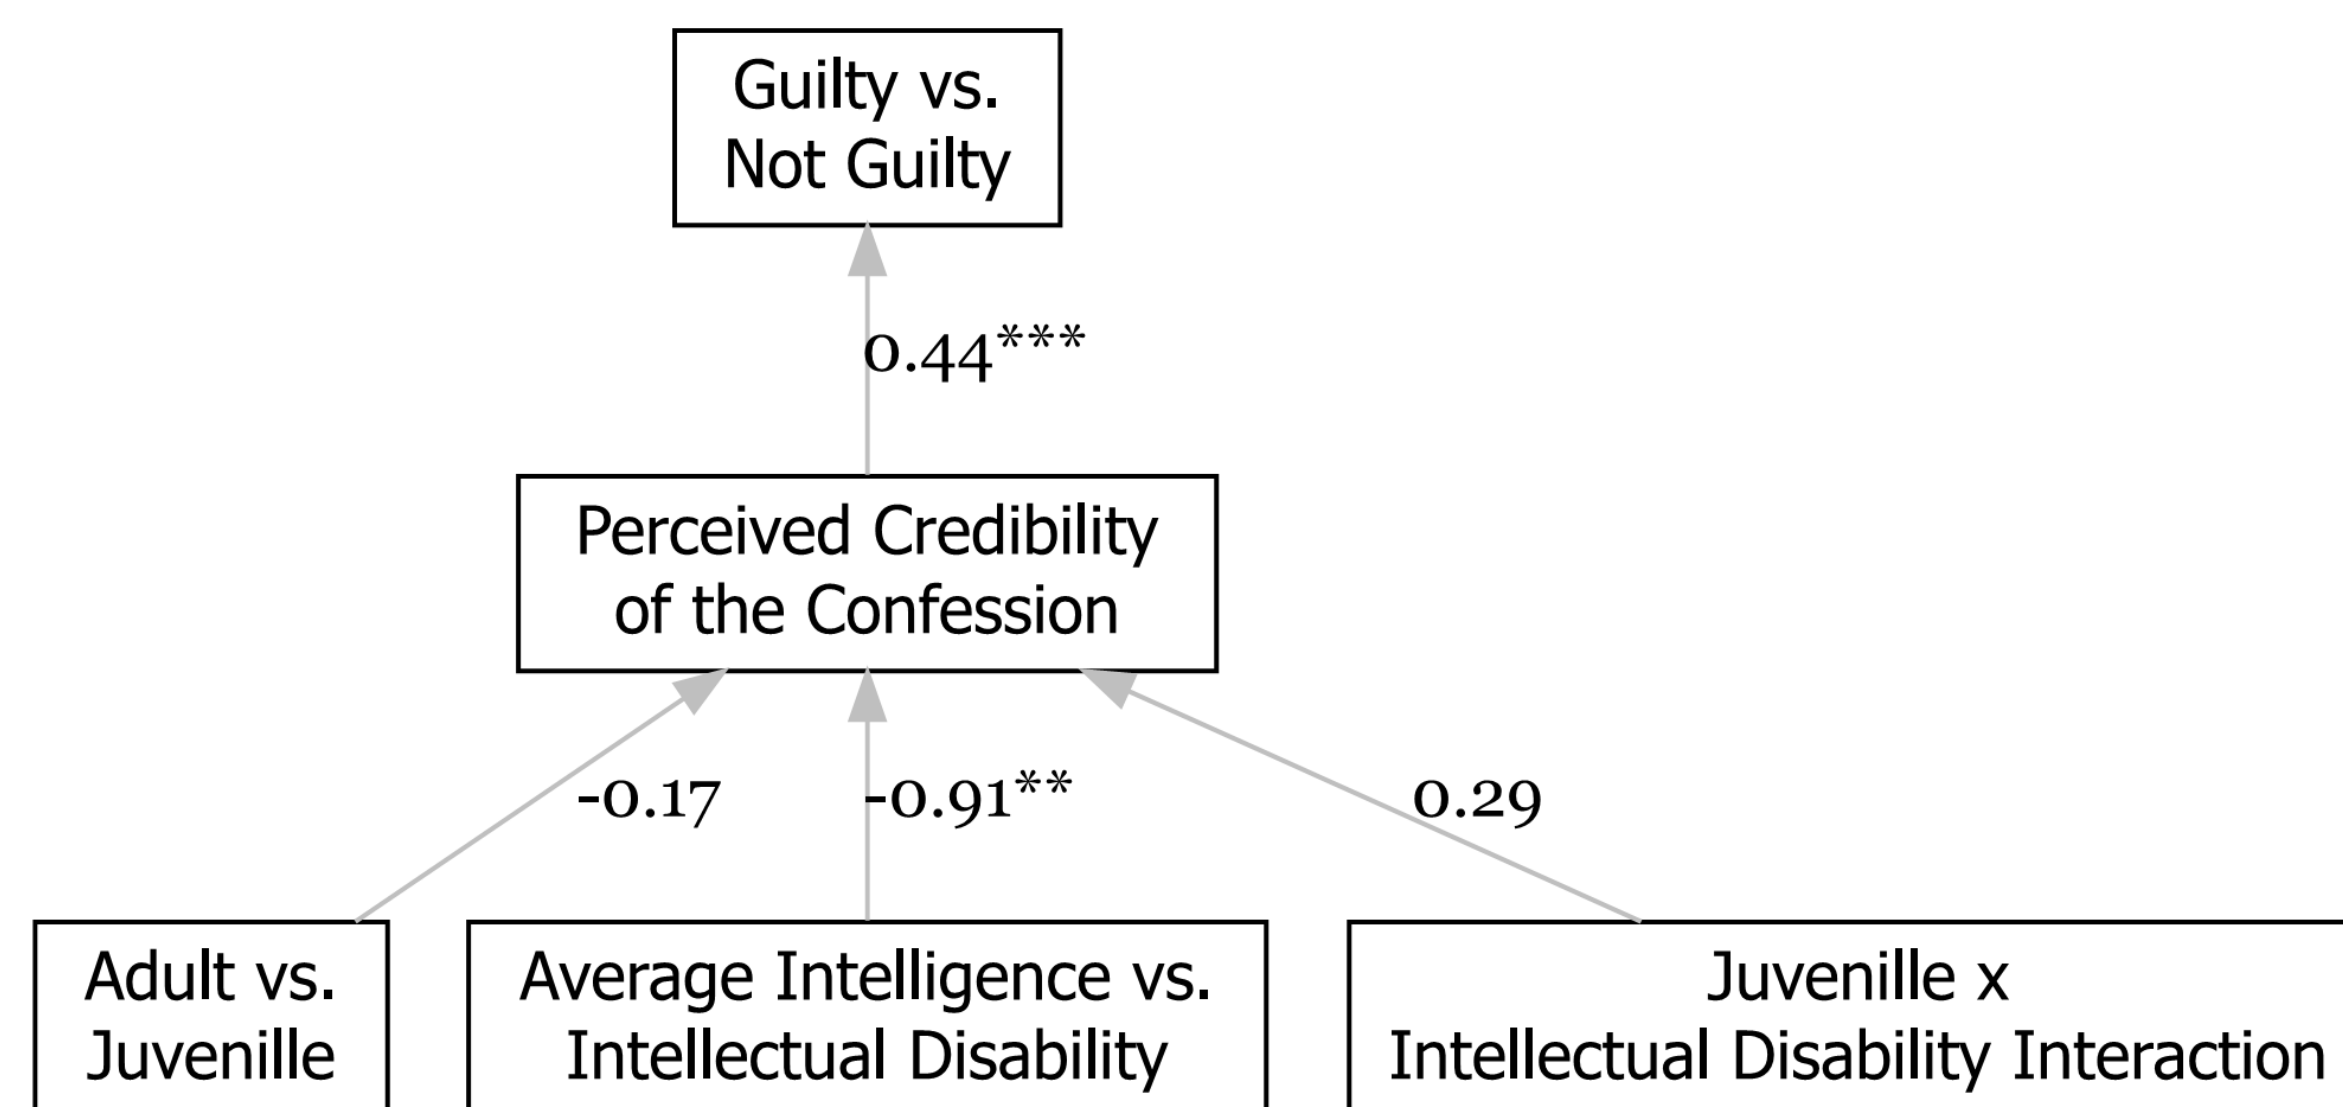 Guilty vs.
Not Guilty
0.44***
Perceived Credibility
of the Confession
-0.17
-0.91**
0.29
Adult vs.
Juvenille
Average Intelligence vs.
Intellectual Disability
Juvenille x
Intellectual Disability Interaction